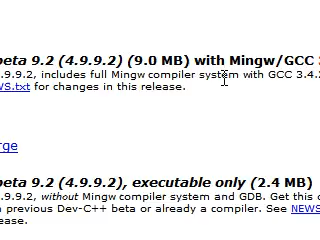 beta 9.2 (4.9.9.2) (9.0 MB) with Mingw/GCC 3
.9.9.2, includes full Mingw compiler system with GCC 3.4.2
WS.txt for changes in this release.
rge
beta 9.2 (4.9.9.2), executable only (2.4 MB)
.9.9.2, without Mingw compiler system and GDB. Get this o
previous Dev-C++ beta or already a compiler. See NEWS
ease.